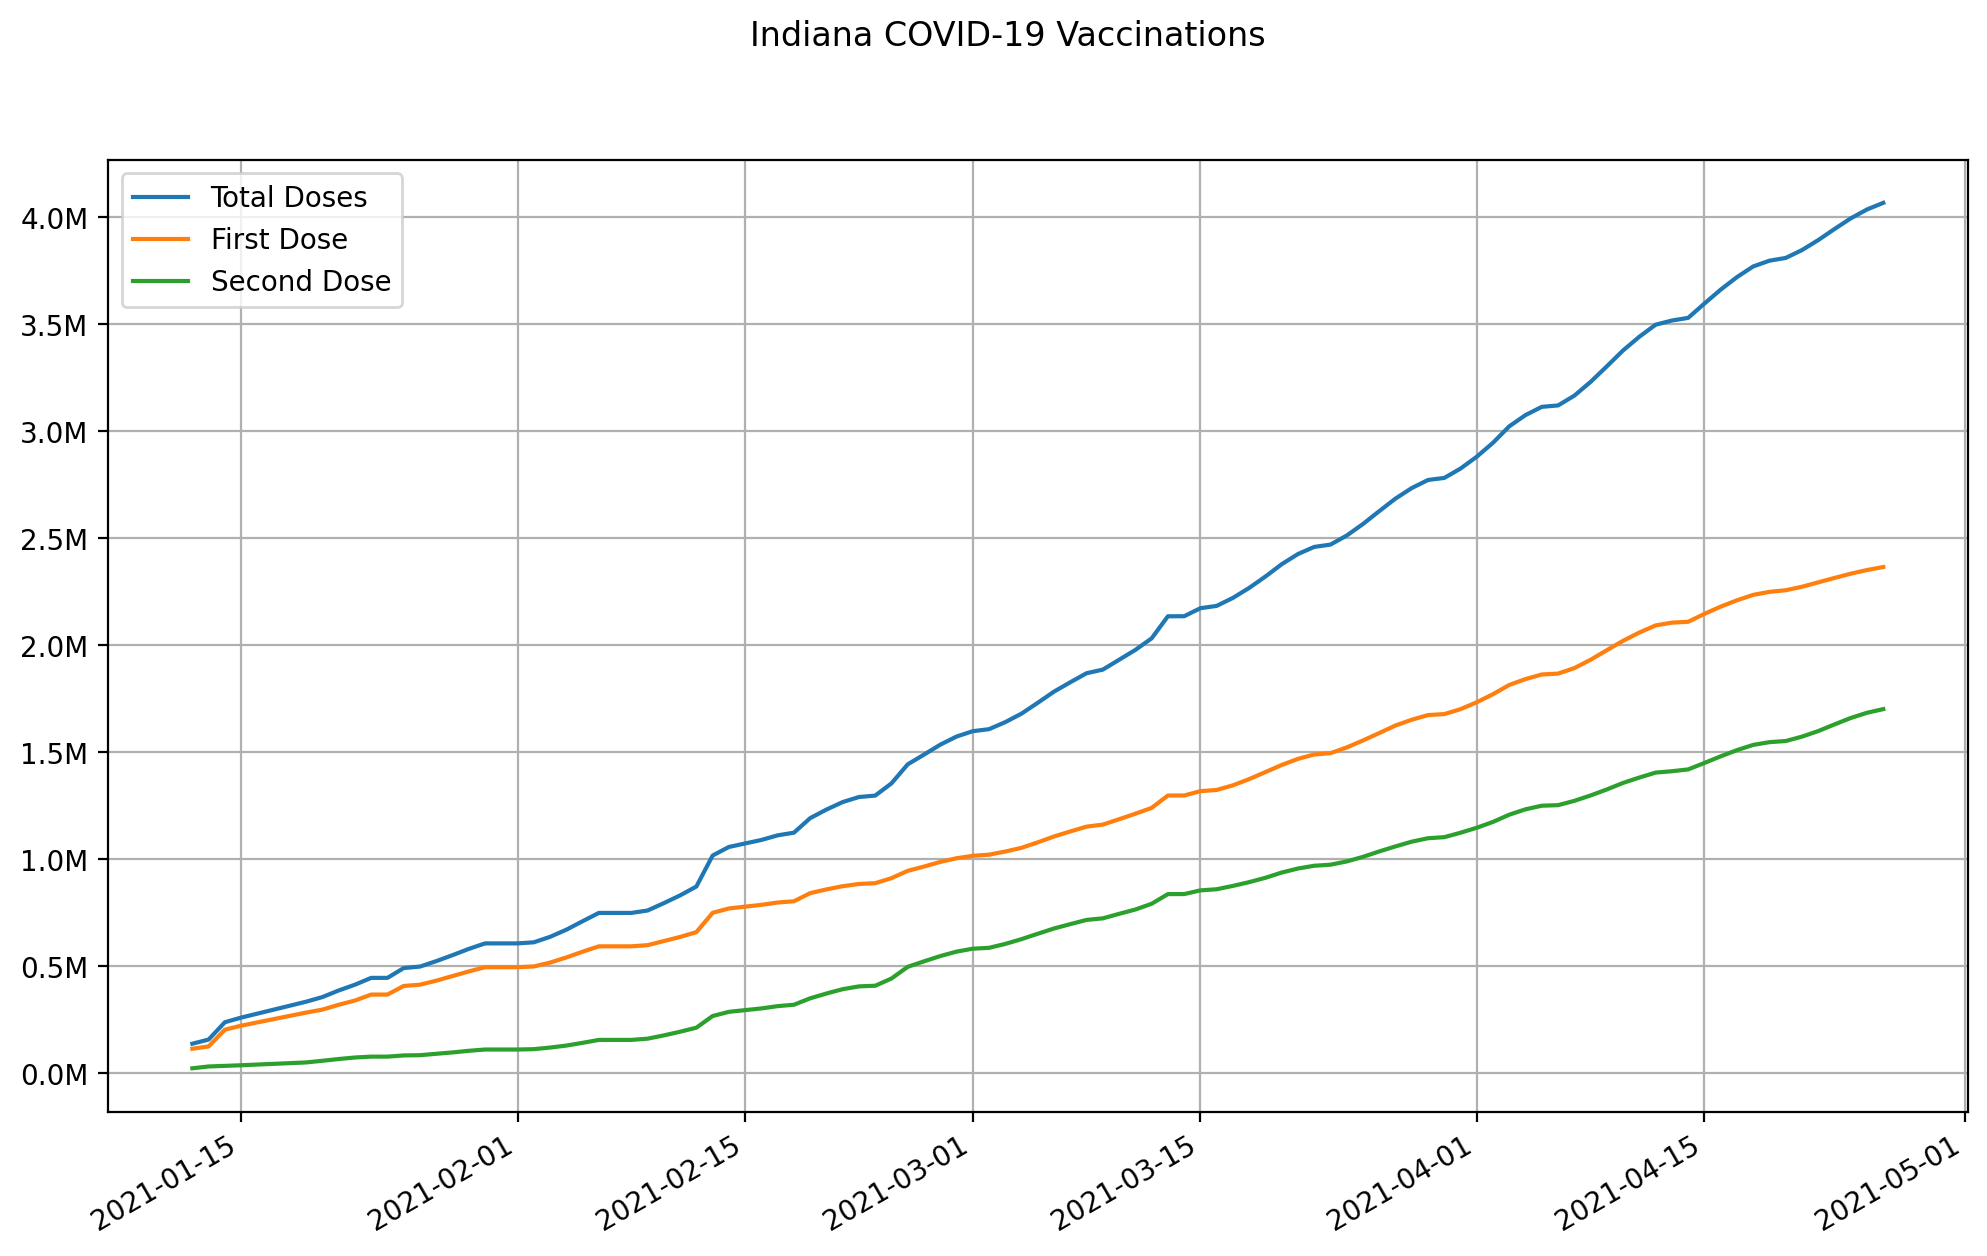 Indiana COVID-19 Vaccinations
Total Doses
First Dose
Second Dose
4.0M
3.5M
3.0M
2.5M
2.0M
1.5M
1.0M
0.5M
0.0M
2021-01-15
2021-02-01
2021-02-15
2021-03-01
2021-03-15
2021-04-01
2021-04-15
2021-05-01